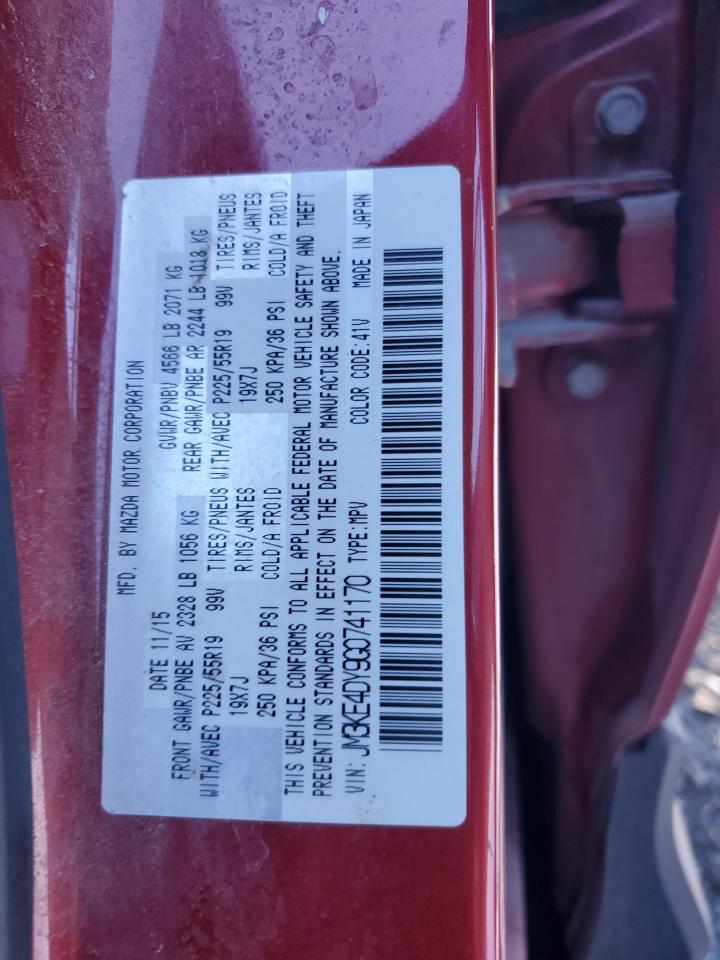 MFD. BY MAZDA MOTOR CORPORATION
DATE 11/15 GVWR/PNBV 4566 LB 2071 KG
FRONT GAWR/PNBE AV 2328 LB 1056 KG REAR GAWR/PNBE AR 2244 LB 1018 KG
WITH/AVEC P225/55R19 99V TIRES/PNEUS WITH/AVEC P225/55R19 99V TIRES/PNEUS
19X7J RIMS/JANTES 19X7J RIMS/JANTES
250 KPA/36 PSI COLD/A FROID 250 KPA/36 PSI COLD/A FROID
THIS VEHICLE CONFORMS TO ALL APPLICABLE FEDERAL MOTOR VEHICLE SAFETY AND THEFT
PREVENTION STANDARDS IN EFFECT ON THE DATE OF MANUFACTURE SHOWN ABOVE.
VIN: JM3KE4DY9G0741170 TYPE:MPV COLOR CODE:41V MADE IN JAPAN